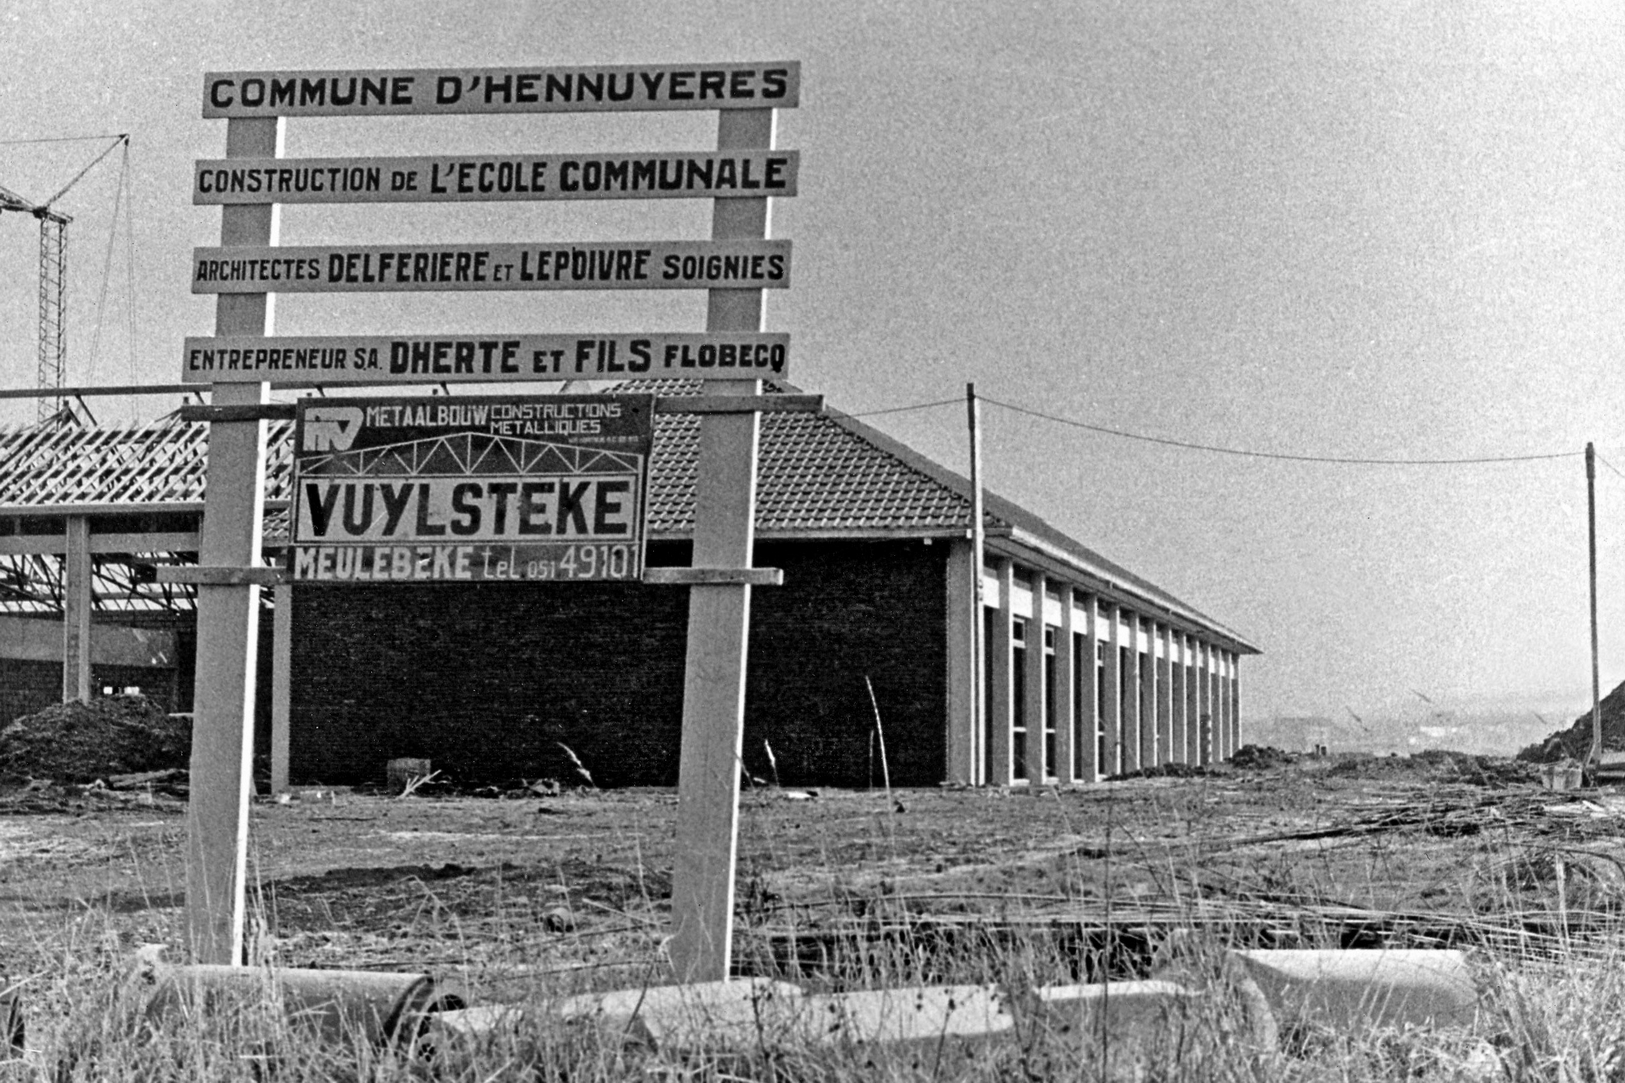 COMMUNE D'HENNUYERES
CONSTRUCTION DE L'ECOLE COMMUNALE
ARCHITECTES DELFERIERE ET LEPOIVRE SOIGNIES
ENTREPRENEUR S.A. DHERTE ET FILS FLOBECQ
MV METAALBOUW CONSTRUCTIONS
METALLIQUES
VUYLSTEKE
MEULEBEKE tel. 051 49101